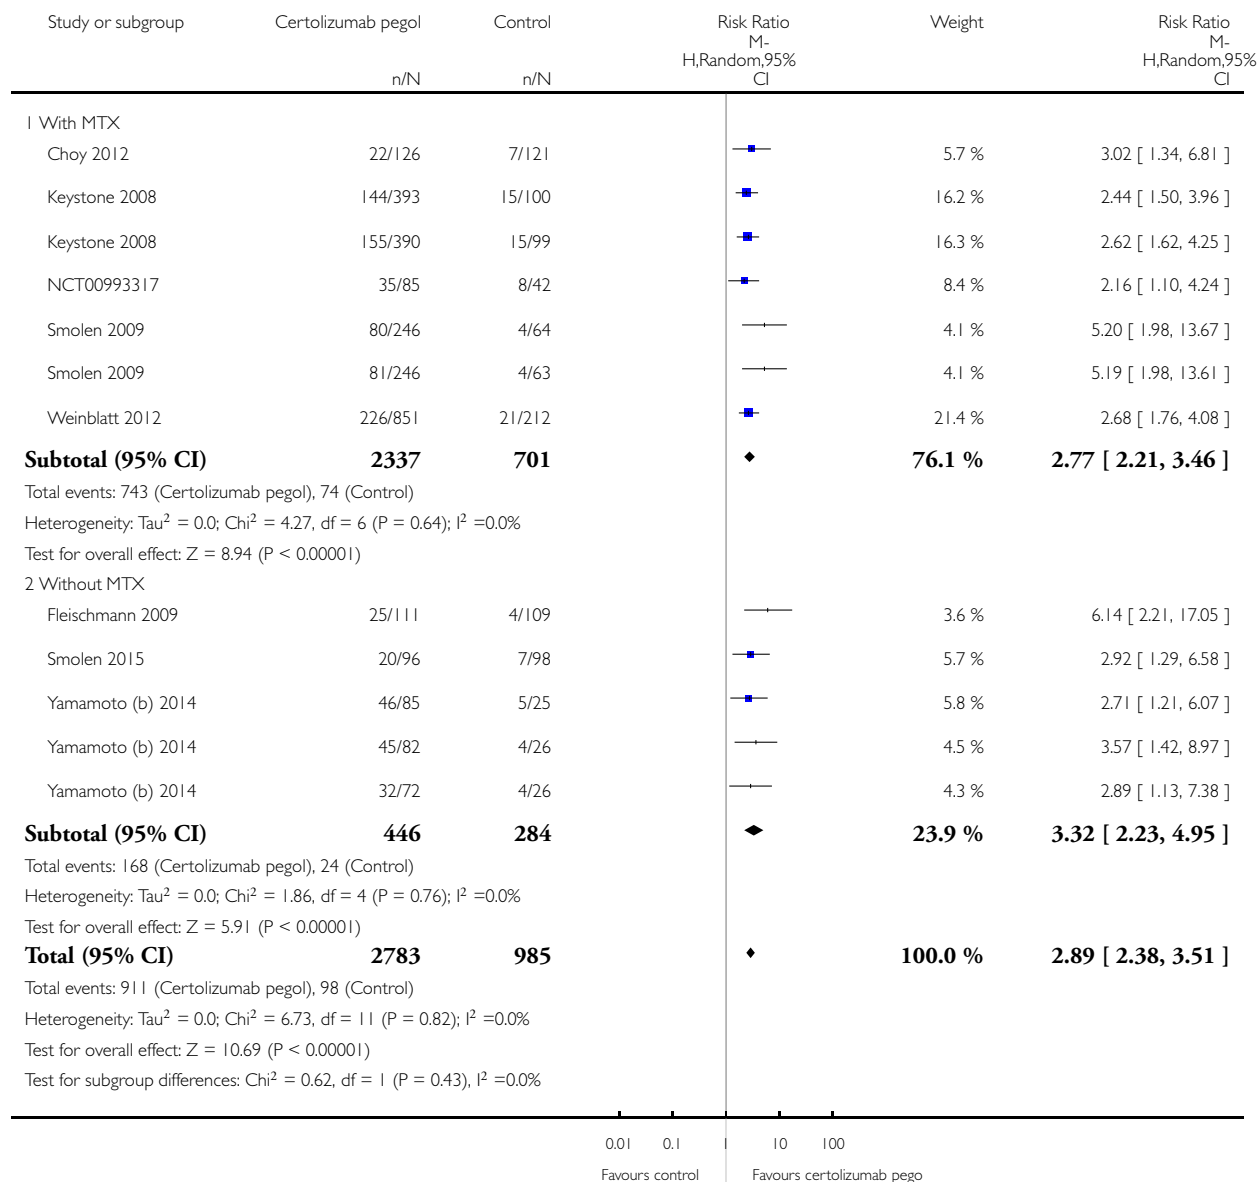 Study or subgroup Certolizumab pegol Control Risk Ratio Weight Risk Ratio
M- M-
H,Random,95% H,Random,95%
n/N n/N CI CI
1 With MTX
Choy 2012 22/126 7/121 5.7 % 3.02 [ 1.34, 6.81 ]
Keystone 2008 144/393 15/100 16.2 % 2.44 [ 1.50, 3.96 ]
Keystone 2008 155/390 15/99 16.3 % 2.62 [ 1.62, 4.25 ]
NCT00993317 35/85 8/42 8.4 % 2.16 [ 1.10, 4.24 ]
Smolen 2009 80/246 4/64 4.1 % 5.20 [ 1.98, 13.67 ]
Smolen 2009 81/246 4/63 4.1 % 5.19 [ 1.98, 13.61 ]
Weinblatt 2012 226/851 21/212 21.4 % 2.68 [ 1.76, 4.08 ]
Subtotal (95% CI) 2337 701 76.1 % 2.77 [ 2.21, 3.46 ]
Total events: 743 (Certolizumab pegol), 74 (Control)
Heterogeneity: Tau² = 0.0; Chi² = 4.27, df = 6 (P = 0.64); I² =0.0%
Test for overall effect: Z = 8.94 (P < 0.00001)
2 Without MTX
Fleischmann 2009 25/111 4/109 3.6 % 6.14 [ 2.21, 17.05 ]
Smolen 2015 20/96 7/98 5.7 % 2.92 [ 1.29, 6.58 ]
Yamamoto (b) 2014 46/85 5/25 5.8 % 2.71 [ 1.21, 6.07 ]
Yamamoto (b) 2014 45/82 4/26 4.5 % 3.57 [ 1.42, 8.97 ]
Yamamoto (b) 2014 32/72 4/26 4.3 % 2.89 [ 1.13, 7.38 ]
Subtotal (95% CI) 446 284 23.9 % 3.32 [ 2.23, 4.95 ]
Total events: 168 (Certolizumab pegol), 24 (Control)
Heterogeneity: Tau² = 0.0; Chi² = 1.86, df = 4 (P = 0.76); I² =0.0%
Test for overall effect: Z = 5.91 (P < 0.00001)
Total (95% CI) 2783 985 100.0 % 2.89 [ 2.38, 3.51 ]
Total events: 911 (Certolizumab pegol), 98 (Control)
Heterogeneity: Tau² = 0.0; Chi² = 6.73, df = 11 (P = 0.82); I² =0.0%
Test for overall effect: Z = 10.69 (P < 0.00001)
Test for subgroup differences: Chi² = 0.62, df = 1 (P = 0.43), I² =0.0%
0.01 0.1 1 10 100
Favours control Favours certolizumab pego